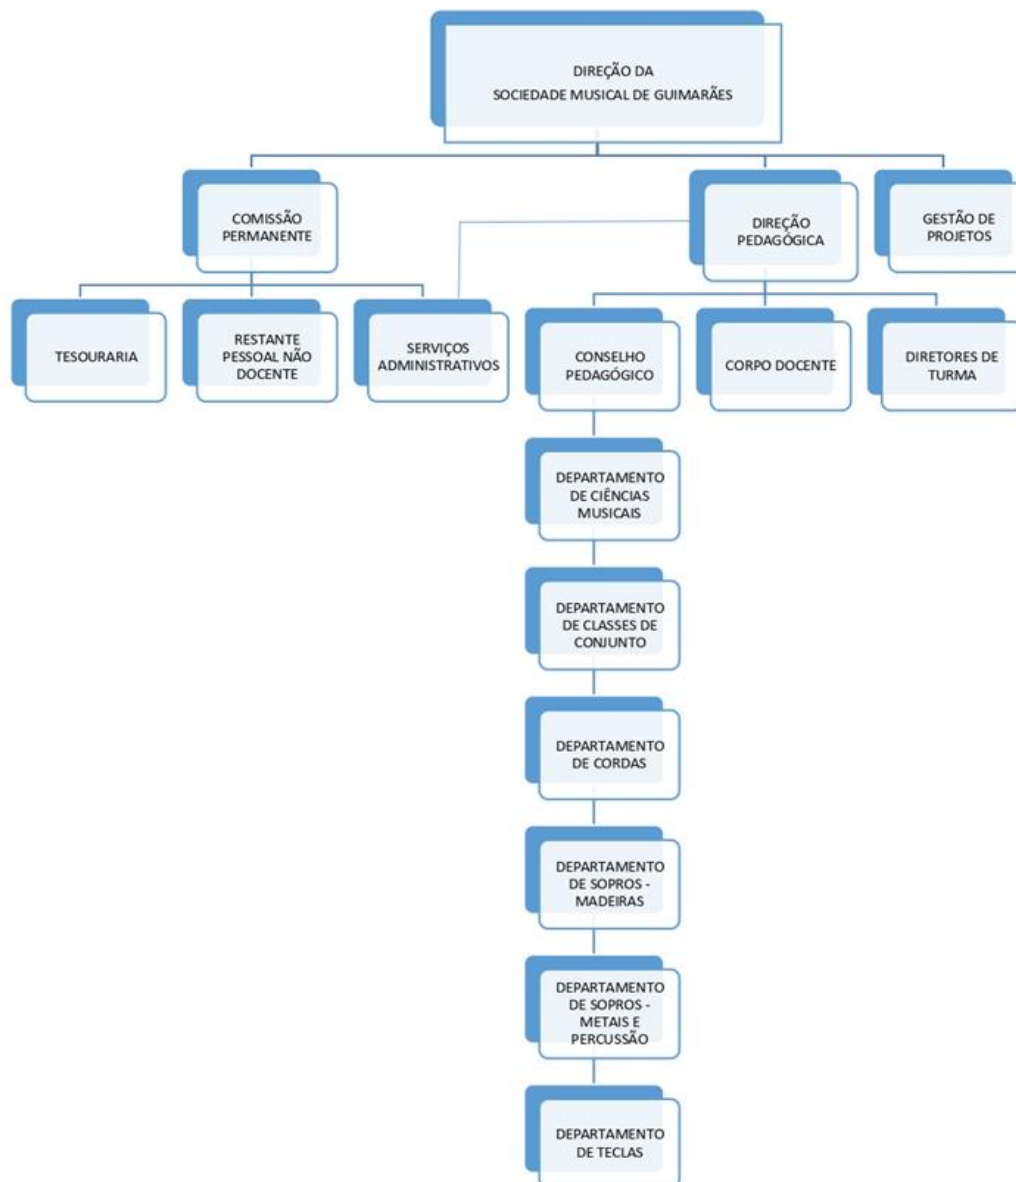 DIREÇÃO DA
SOCIEDADE MUSICAL DE GUIMARÃES
COMISSÃO
PERMANENTE
DIREÇÃO
PEDAGÓGICA
GESTÃO DE
PROJETOS
TESOURARIA
RESTANTE
PESSOAL NÃO
DOCENTE
SERVIÇOS
ADMINISTRATIVOS
CONSELHO
PEDAGÓGICO
CORPO DOCENTE
DIRETORES DE
TURMA
DEPARTAMENTO
DE CIÊNCIAS
MUSICAIS
DEPARTAMENTO
DE CLASSES DE
CONJUNTO
DEPARTAMENTO
DE CORDAS
DEPARTAMENTO
DE SOPROS -
MADEIRAS
DEPARTAMENTO
DE SOPROS -
METAIS E
PERCUSSÃO
DEPARTAMENTO
DE TECLAS